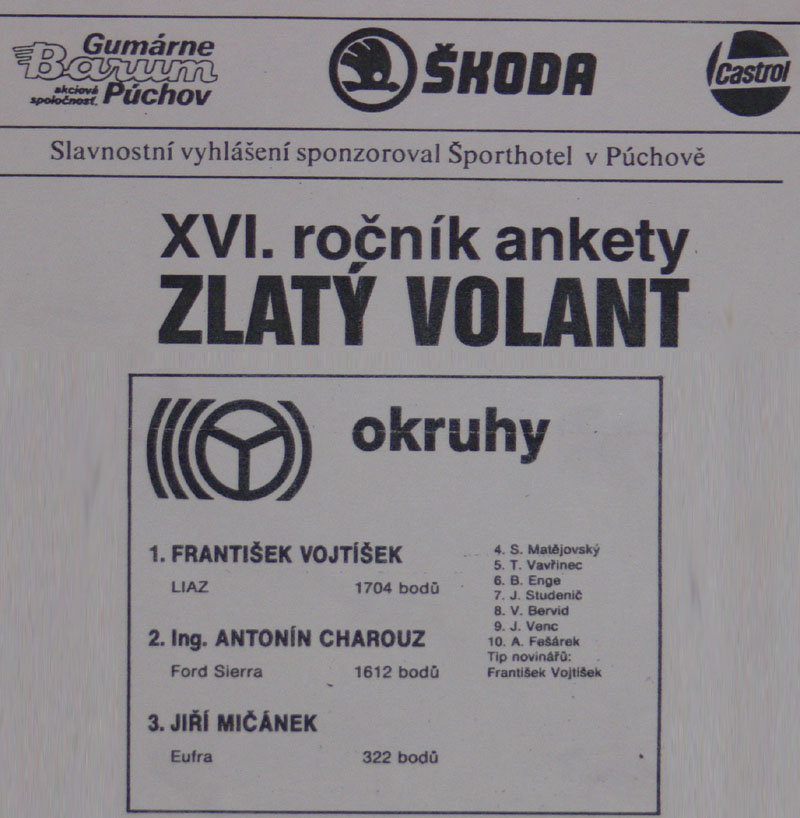 Gumárne
Barum
akciová
spoločnosť. Púchov
ŠKODA
Castrol
Slavnostní vyhlášení sponzoroval Športhotel v Púchově
XVI. ročník ankety
ZLATÝ VOLANT
okruhy
1. FRANTIŠEK VOJTÍŠEK
LIAZ 1704 bodů
2. Ing. ANTONÍN CHAROUZ
Ford Sierra 1612 bodů
3. JIŘÍ MIČÁNEK
Eufra 322 bodů
4. S. Matějovský
5. T. Vavřinec
6. B. Enge
7. J. Studenič
8. V. Bervid
9. J. Venc
10. A. Fešárek
Tip novinářů:
František Vojtíšek